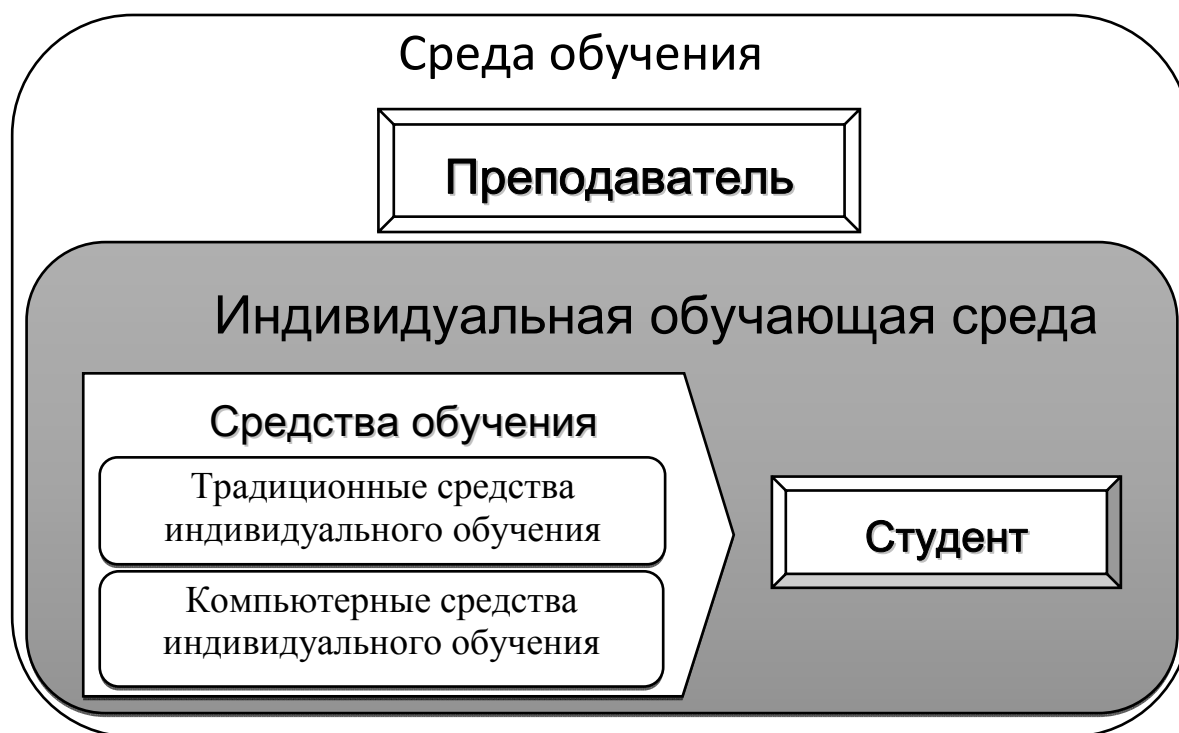 Среда обучения
Преподаватель
Индивидуальная обучающая среда
Средства обучения
Традиционные средства
индивидуального обучения
Компьютерные средства
индивидуального обучения
Студент